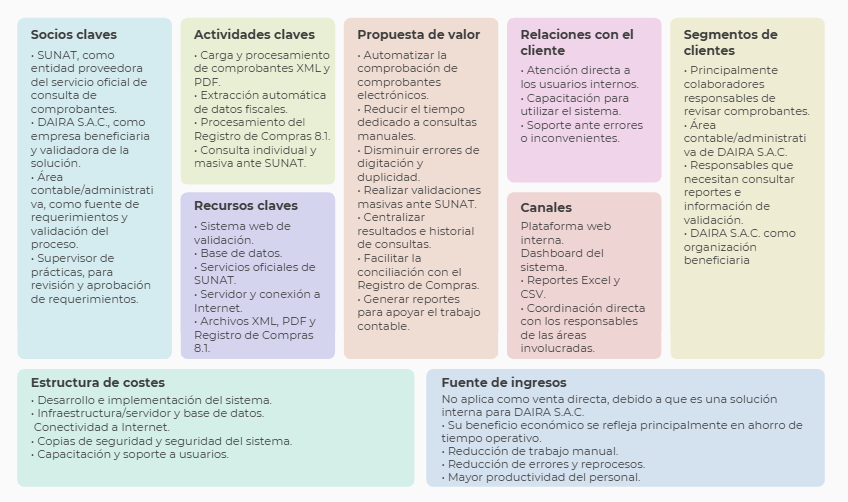 Socios claves
• SUNAT, como
entidad proveedora
del servicio oficial de
consulta de
comprobantes.
• DAIRA S.A.C., como
empresa beneficiaria
y validadora de la
solución.
• Área
contable/administrati
va, como fuente de
requerimientos y
validación del
proceso.
• Supervisor de
prácticas, para
revisión y aprobación
de requerimientos.
Actividades claves
• Carga y procesamiento
de comprobantes XML y
PDF.
• Extracción automática
de datos fiscales.
• Procesamiento del
Registro de Compras 8.1.
• Consulta individual y
masiva ante SUNAT.
Recursos claves
• Sistema web de
validación.
• Base de datos.
• Servicios oficiales de
SUNAT.
• Servidor y conexión a
Internet.
• Archivos XML, PDF y
Registro de Compras
8.1.
Propuesta de valor
• Automatizar la
comprobación de
comprobantes
electrónicos.
• Reducir el tiempo
dedicado a consultas
manuales.
• Disminuir errores de
digitación y
duplicidad.
• Realizar validaciones
masivas ante SUNAT.
• Centralizar
resultados e historial
de consultas.
• Facilitar la
conciliación con el
Registro de Compras.
• Generar reportes
para apoyar el trabajo
contable.
Relaciones con el
cliente
• Atención directa a
los usuarios internos.
• Capacitación para
utilizar el sistema.
• Soporte ante errores
o inconvenientes.
Canales
Plataforma web
interna.
Dashboard del
sistema.
• Reportes Excel y
CSV.
• Coordinación directa
con los responsables
de las áreas
involucradas.
Segmentos de
clientes
• Principalmente
colaboradores
responsables de
revisar comprobantes.
• Área
contable/administrati
va de DAIRA S.A.C.
• Responsables que
necesitan consultar
reportes e
información de
validación.
• DAIRA S.A.C. como
organización
beneficiaria
Estructura de costes
• Desarrollo e implementación del sistema.
• Infraestructura/servidor y base de datos.
Conectividad a Internet.
• Copias de seguridad y seguridad del sistema.
• Capacitación y soporte a usuarios.
Fuente de ingresos
No aplica como venta directa, debido a que es una solución
interna para DAIRA S.A.C.
• Su beneficio económico se refleja principalmente en ahorro de
tiempo operativo.
• Reducción de trabajo manual.
• Reducción de errores y reprocesos.
• Mayor productividad del personal.